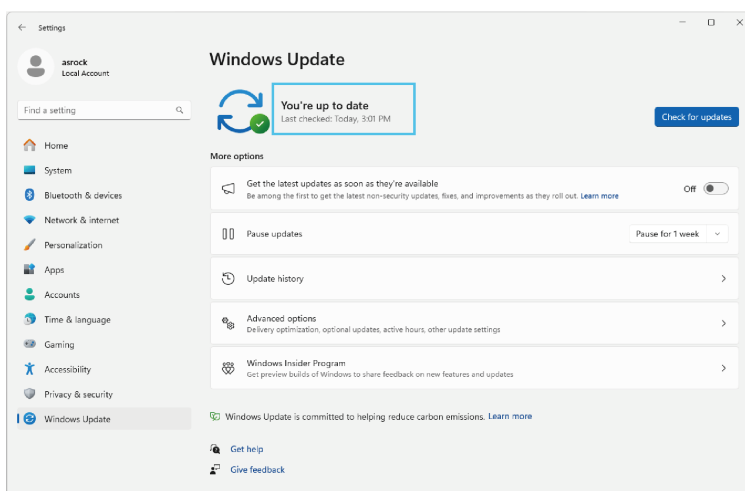 Settings
asrock
Local Account
Find a setting
Home
System
Bluetooth & devices
Network & internet
Personalization
Apps
Accounts
Time & language
Gaming
Accessibility
Privacy & security
Windows Update
Windows Update
You're up to date
Last checked: Today, 3:01 PM
Check for updates
More options
Get the latest updates as soon as they're available
Be among the first to get the latest non-security updates, fixes, and improvements as they roll out. Learn more
Off
Pause updates
Pause for 1 week
Update history
Advanced options
Delivery optimization, optional updates, active hours, other update settings
Windows Insider Program
Get preview builds of Windows to share feedback on new features and updates
Windows Update is committed to helping reduce carbon emissions. Learn more
Get help
Give feedback